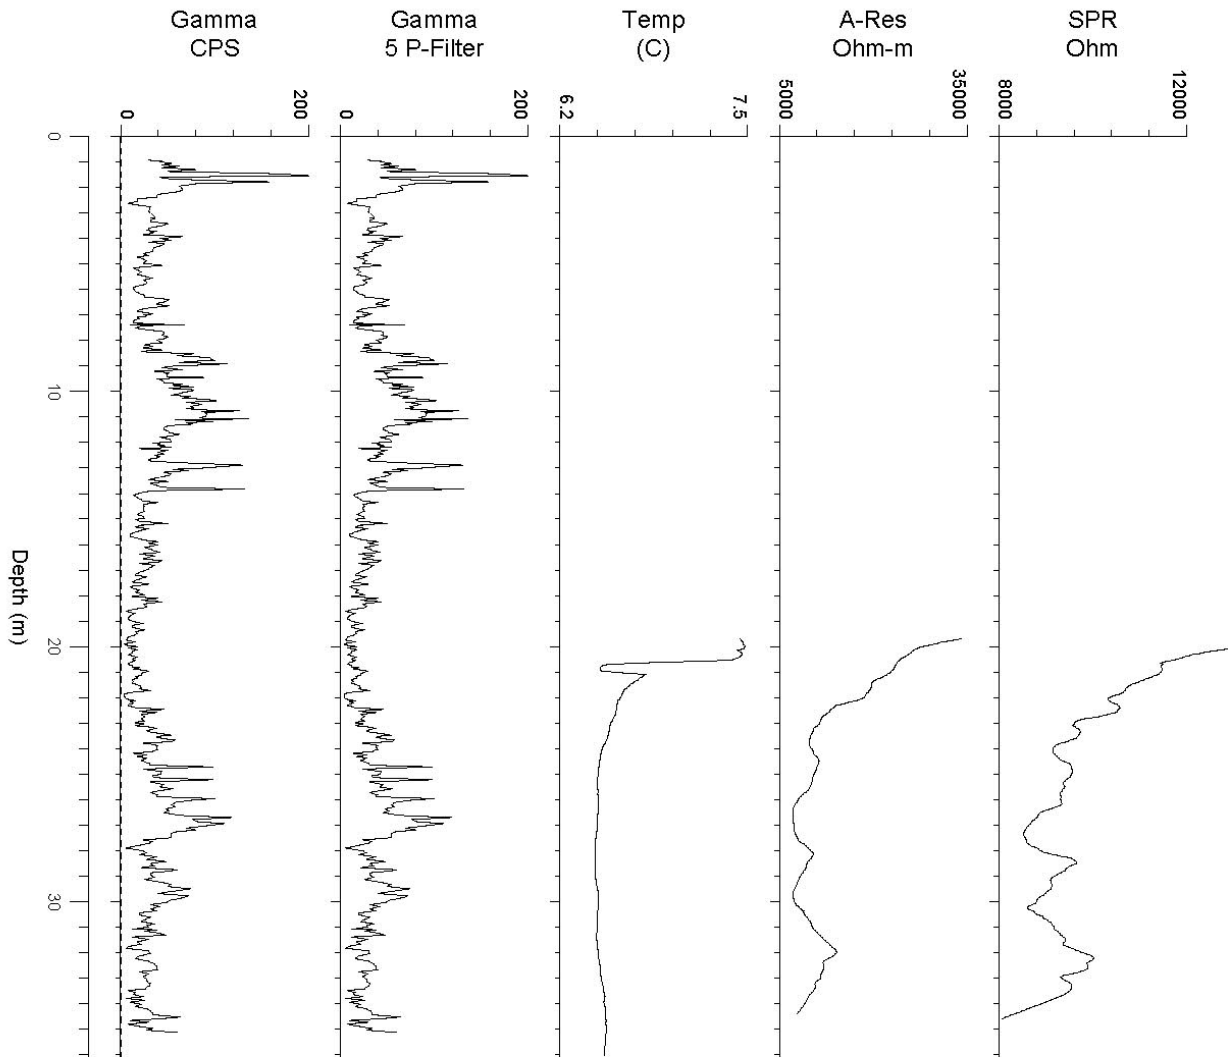 Gamma
CPS
Gamma
5 P-Filter
Temp
(C)
A-Res
Ohm-m
SPR
Ohm
0
200
0
200
6.2
7.5
5000
35000
8000
12000
0
10
20
30
Depth (m)